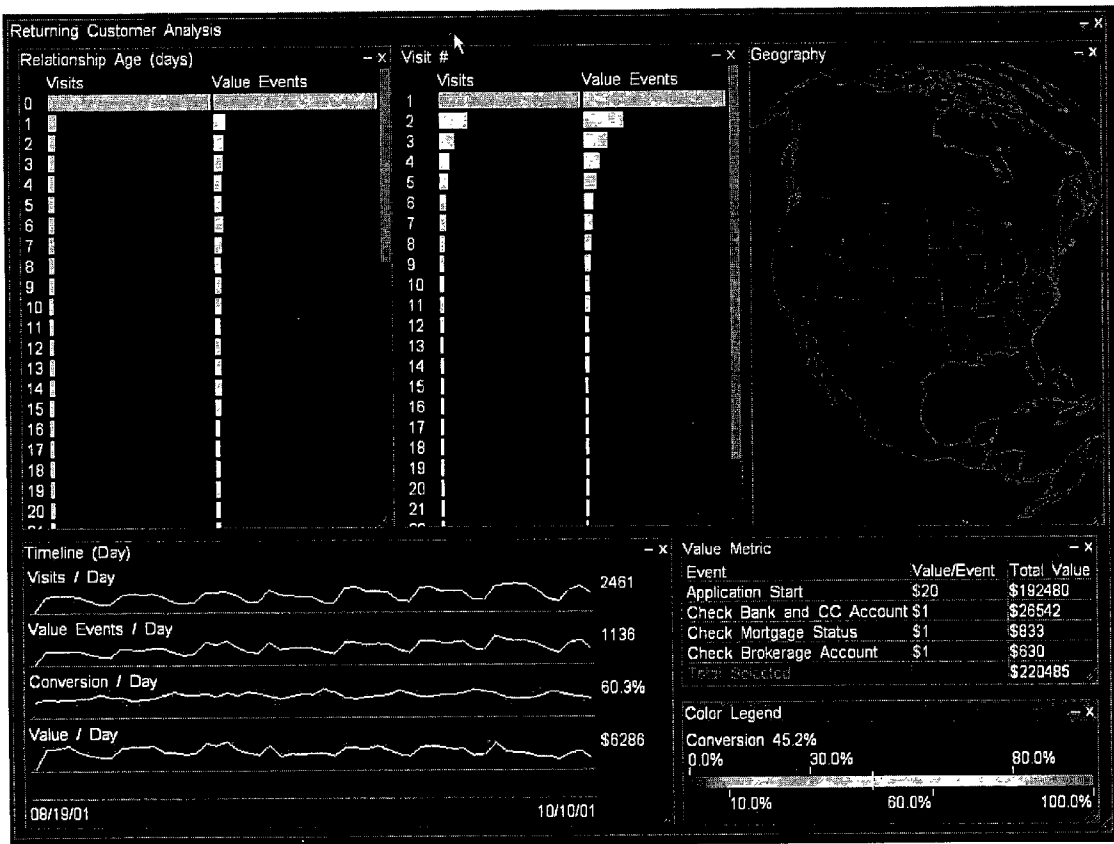 Returning Customer Analysis
– x
Relationship Age (days) – x
Visits Value Events
0
1
2
3
4
5
6
7
8
9
10
11
12
13
14
15
16
17
18
19
20
Visit # – x
Visits Value Events
1
2
3
4
5
6
7
8
9
10
11
12
13
14
15
16
17
18
19
20
21
Geography – x
Timeline (Day) – x
Visits / Day 2461
Value Events / Day 1136
Conversion / Day 60.3%
Value / Day $6286
08/19/01 10/10/01
Value Metric – x
Event Value/Event Total Value
Application Start $20 $192480
Check Bank and CC Account $1 $26542
Check Mortgage Status $1 $833
Check Brokerage Account $1 $630
Total Selected $220485
Color Legend – x
Conversion 45.2%
0.0% 30.0% 80.0%
10.0% 60.0% 100.0%